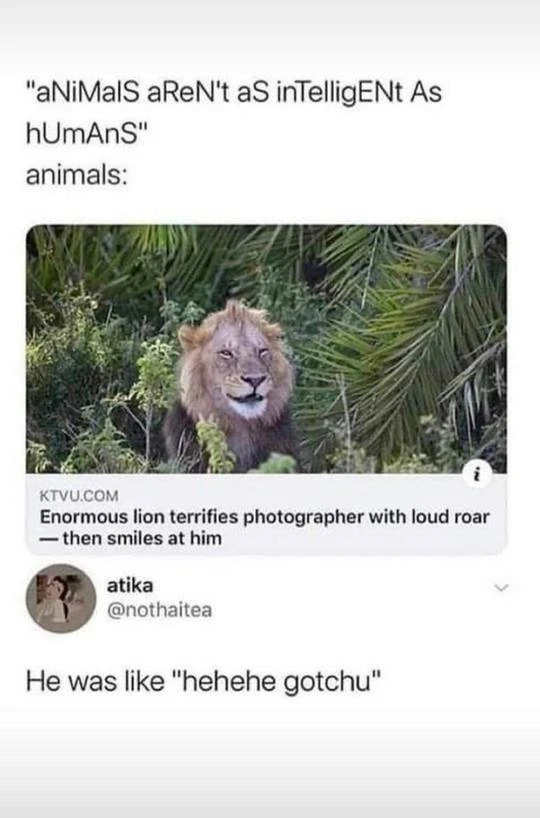 "aNiMalS aReN't aS inTelligENt As
hUmAnS"
animals:
i
KTVU.COM
Enormous lion terrifies photographer with loud roar
— then smiles at him
atika
@nothaitea
He was like "hehehe gotchu"